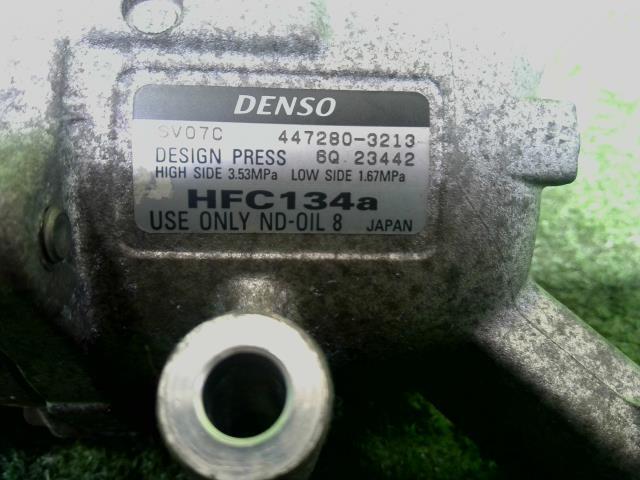 DENSO
SV07C 447280-3213
DESIGN PRESS 6Q 23442
HIGH SIDE 3.53MPa LOW SIDE 1.67MPa
HFC134a
USE ONLY ND-OIL 8 JAPAN